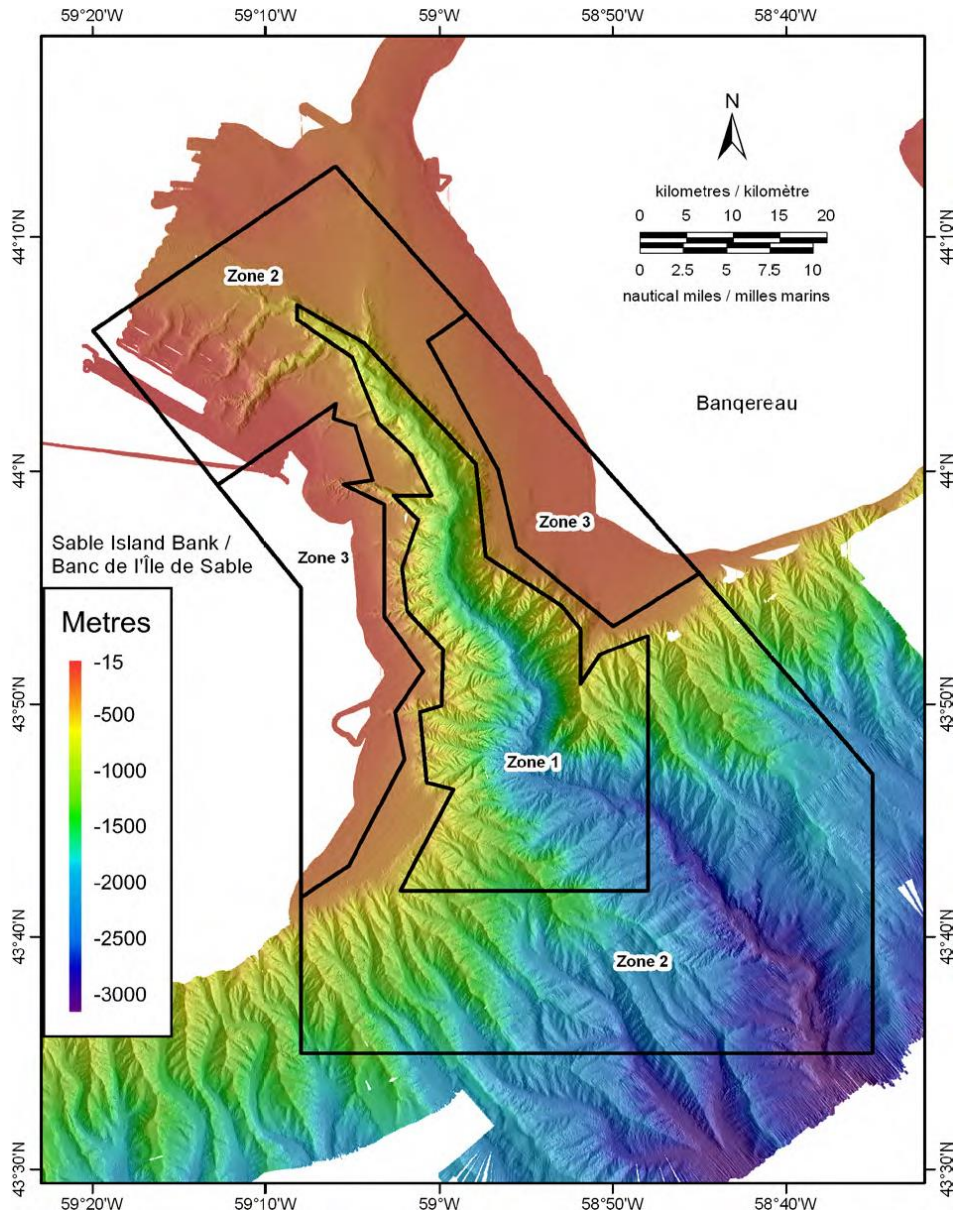 59°20'W 59°10'W 59°W 58°50'W 58°40'W
N
kilometres / kilomètre
0 5 10 15 20
0 2.5 5 7.5 10
nautical miles / milles marins
44°10'N 44°10'N
Zone 2
Banqereau
44°N 44°N
Zone 3
Sable Island Bank /
Banc de l'Île de Sable
Zone 3
Metres
-15
-500
-1000
-1500
-2000
-2500
-3000
43°50'N 43°50'N
Zone 1
43°40'N 43°40'N
Zone 2
43°30'N 43°30'N
59°20'W 59°10'W 59°W 58°50'W 58°40'W